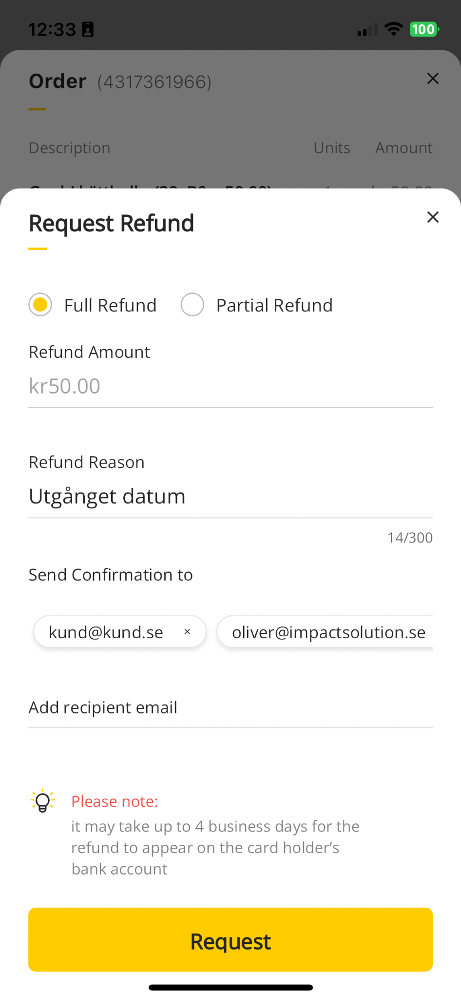 12:33
100
Order (4317361966)
Description Units Amount
Request Refund
Full Refund Partial Refund
Refund Amount
kr50.00
Refund Reason
Utgånget datum
14/300
Send Confirmation to
kund@kund.se × oliver@impactsolution.se
Add recipient email
Please note:
it may take up to 4 business days for the
refund to appear on the card holder’s
bank account
Request